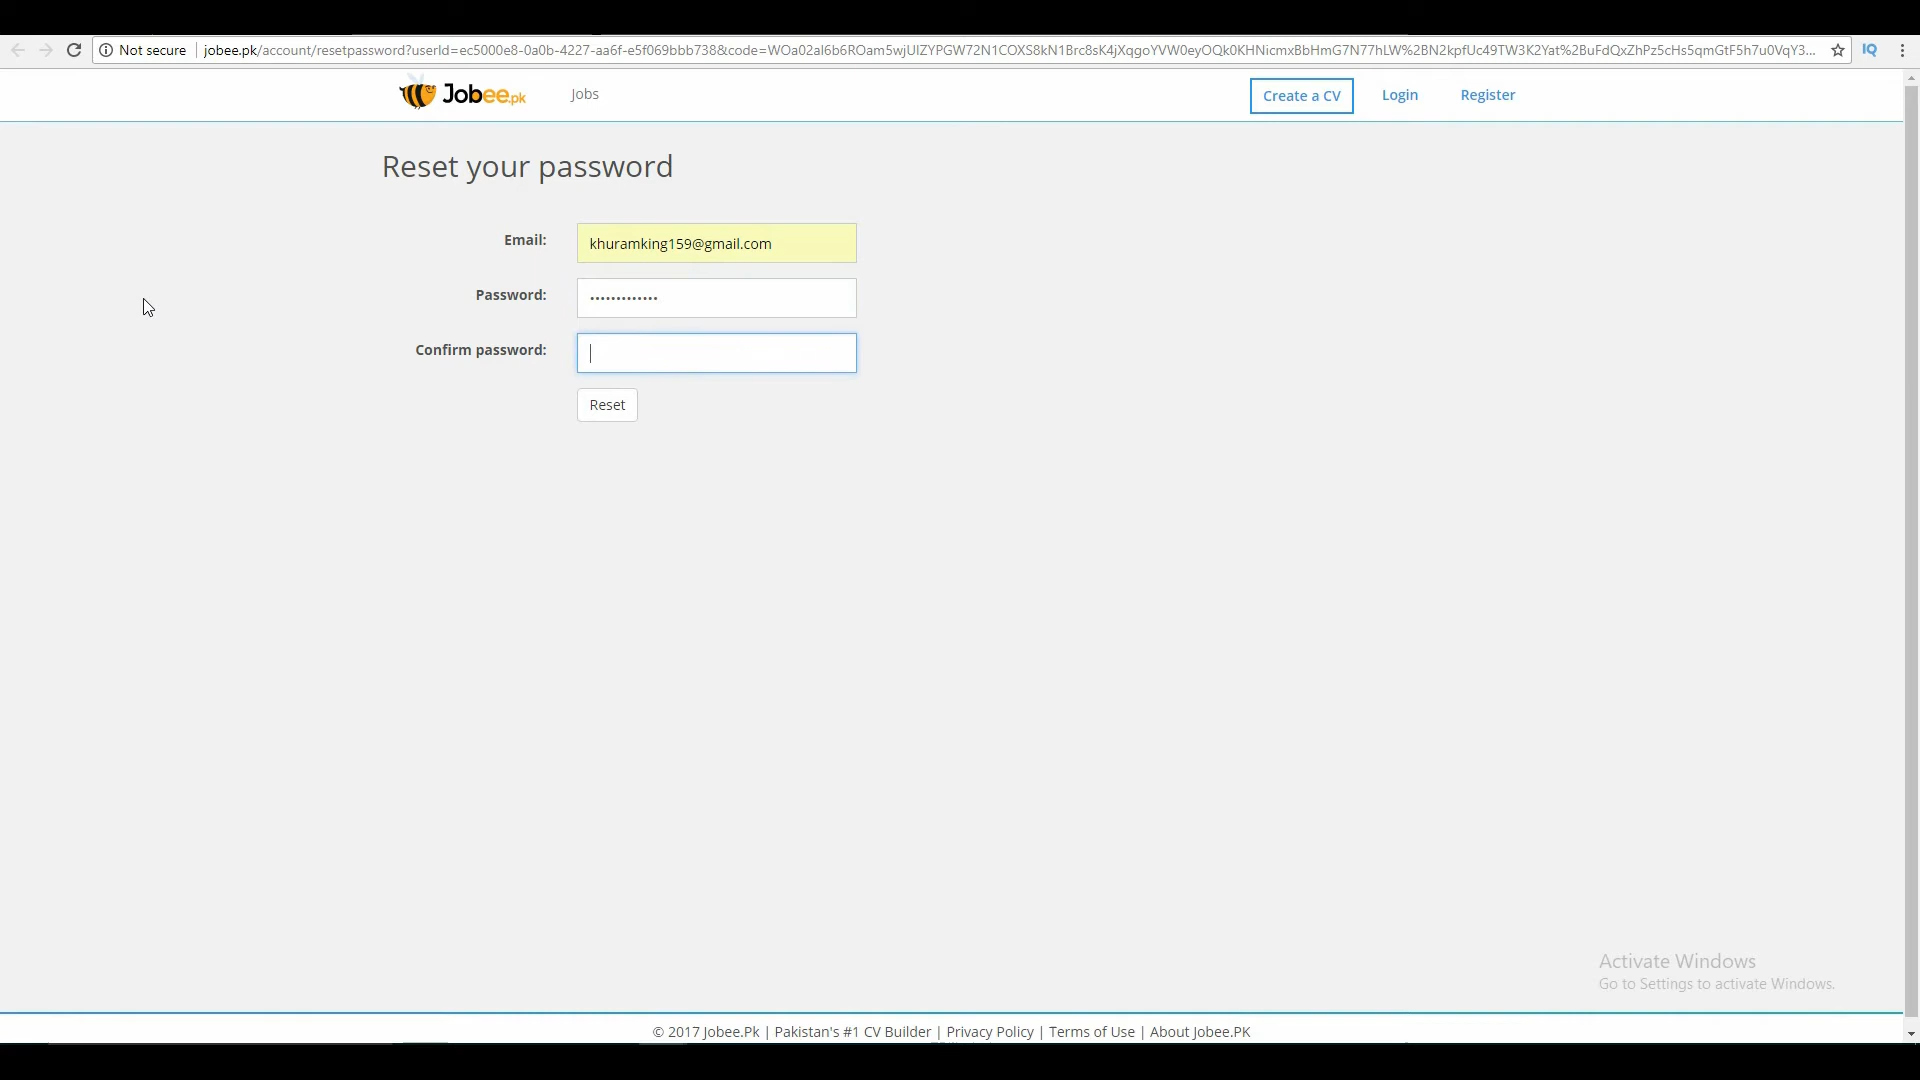 Not secure | jobee.pk/account/resetpassword?userId=ec5000e8-0a0b-4227-aa6f-e5f069bbb738&code=WOa02al6b6ROam5wjUIZYPGW72N1COXS8kN1Brc8sK4jXqgoYVW0eyOQk0KHNicmxBbHmG7N77hLW%2BN2kpfUc49TW3K2Yat%2BuFdQxZhPz5cHs5qmGtF5h7u0VqY3... IQ
Jobee.pk Jobs Create a CV Login Register
Reset your password
Email: khuramking159@gmail.com
Password: •••••••••••••
Confirm password:
Reset
Activate Windows
Go to Settings to activate Windows.
© 2017 Jobee.Pk | Pakistan's #1 CV Builder | Privacy Policy | Terms of Use | About Jobee.PK